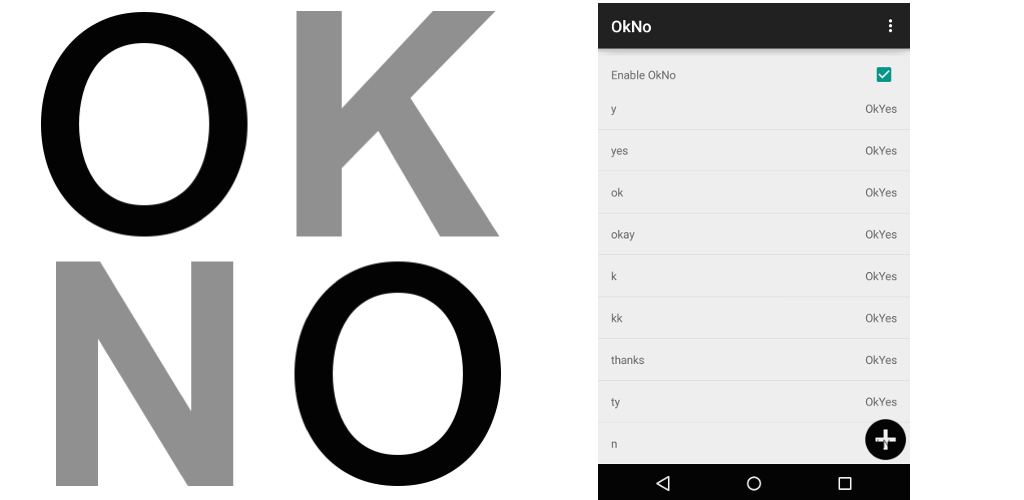 OK
NO
OkNo
Enable OkNo
y OkYes
yes OkYes
ok OkYes
okay OkYes
k OkYes
kk OkYes
thanks OkYes
ty OkYes
n